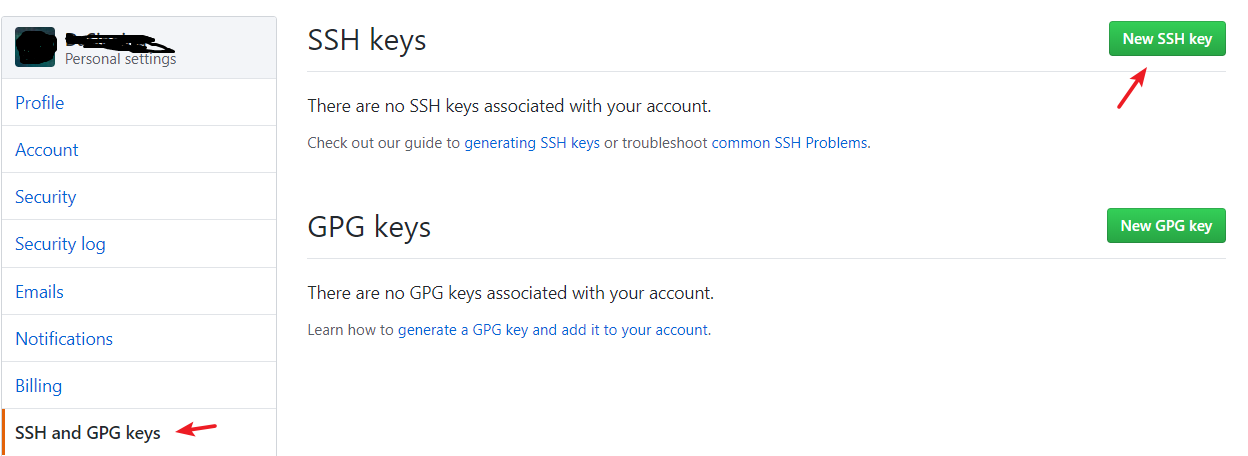 Personal settings
Profile
Account
Security
Security log
Emails
Notifications
Billing
SSH and GPG keys
SSH keys
New SSH key
There are no SSH keys associated with your account.
Check out our guide to generating SSH keys or troubleshoot common SSH Problems.
GPG keys
New GPG key
There are no GPG keys associated with your account.
Learn how to generate a GPG key and add it to your account.